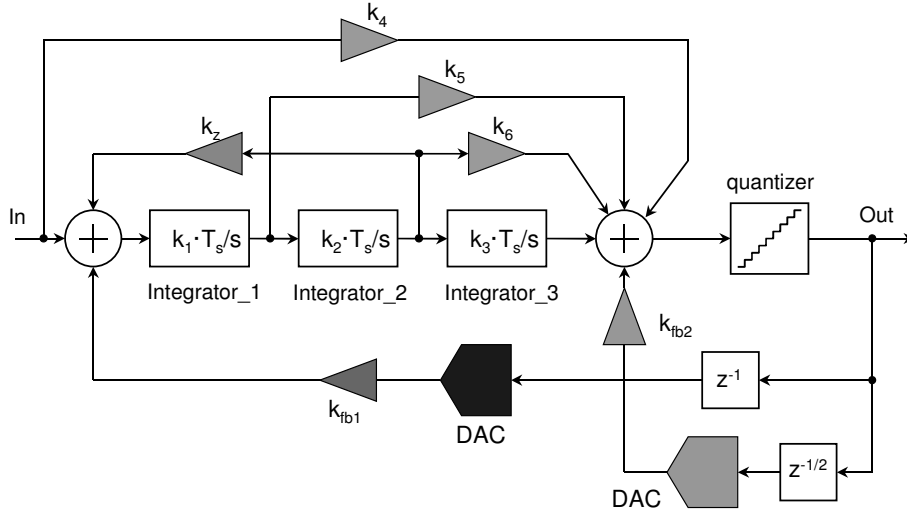 k4
k5
kz
k6
In
quantizer
Out
k1·Ts/s
k2·Ts/s
k3·Ts/s
Integrator_1
Integrator_2
Integrator_3
kfb2
z-1
kfb1
DAC
z-1/2
DAC